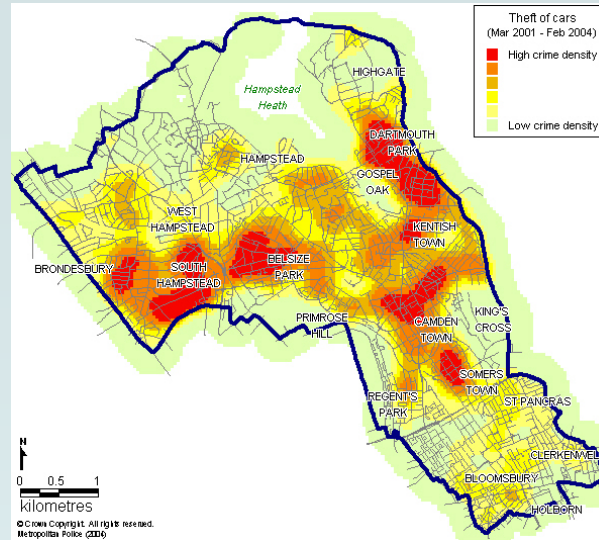 Theft of cars
(Mar 2001 - Feb 2004)
High crime density
Low crime density
HIGHGATE
Hampstead
Heath
DARTMOUTH
PARK
HAMPSTEAD
GOSPEL
OAK
WEST
HAMPSTEAD
KENTISH
TOWN
BRONDESBURY
SOUTH
HAMPSTEAD
BELSIZE
PARK
KING'S
CROSS
PRIMROSE
HILL
CAMDEN
TOWN
SOMERS
TOWN
REGENT'S
PARK
ST PANCRAS
CLERKENWEL
BLOOMSBURY
HOLBORN
N
0 0.5 1
kilometres
© Crown Copyright. All rights reserved.
Metropolitan Police (2004)